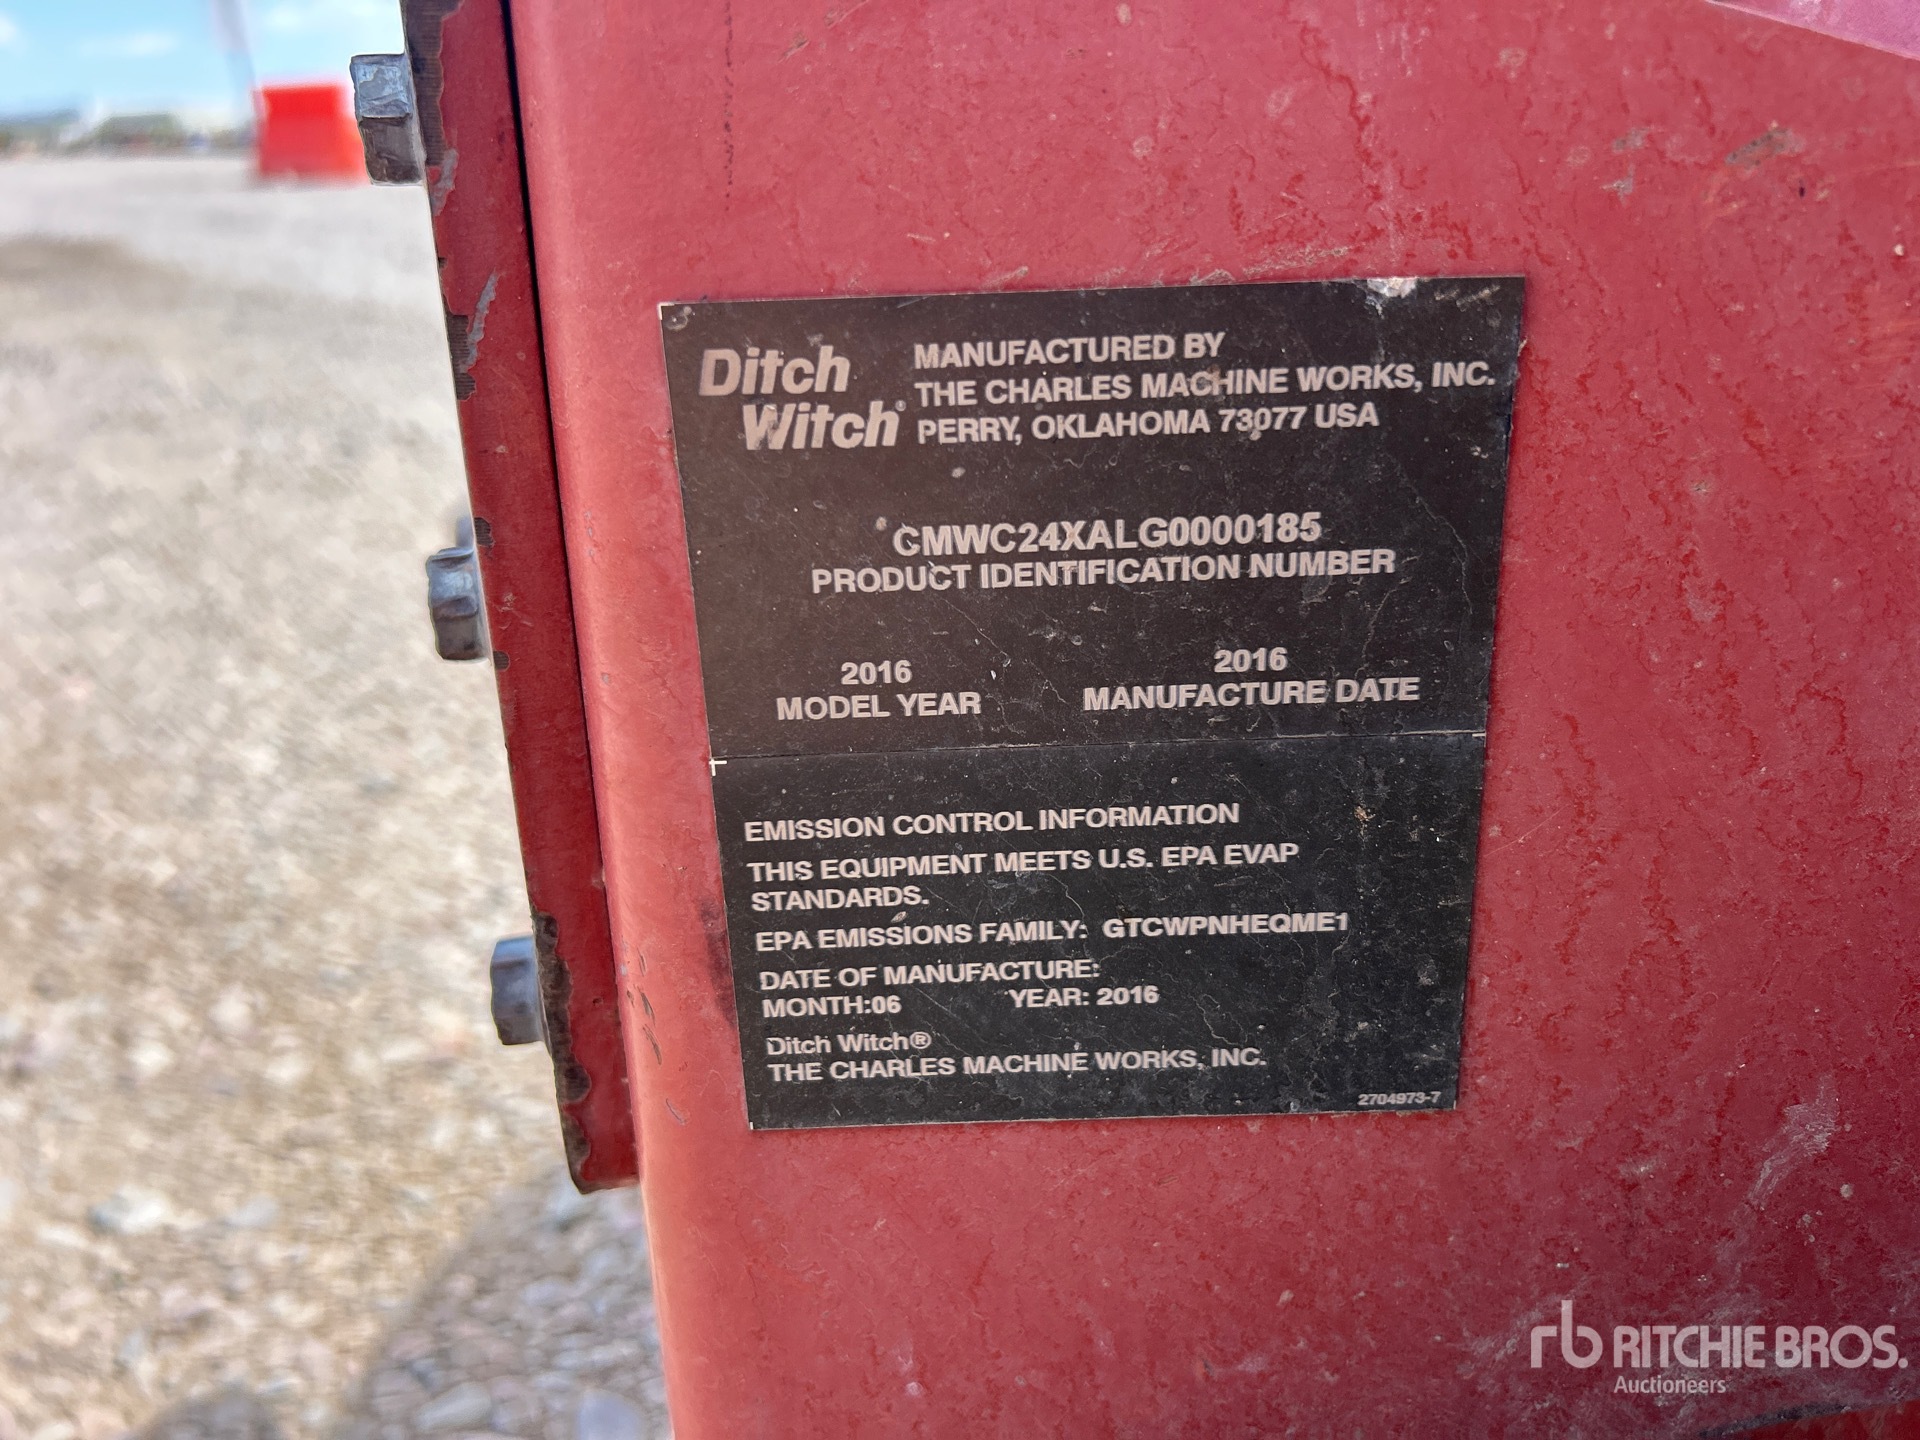 Ditch Witch®
MANUFACTURED BY
THE CHARLES MACHINE WORKS, INC.
PERRY, OKLAHOMA 73077 USA
CMWC24XALG0000185
PRODUCT IDENTIFICATION NUMBER
2016
MODEL YEAR
2016
MANUFACTURE DATE
EMISSION CONTROL INFORMATION
THIS EQUIPMENT MEETS U.S. EPA EVAP
STANDARDS.
EPA EMISSIONS FAMILY: GTCWPNHEQME1
DATE OF MANUFACTURE:
MONTH:06 YEAR: 2016
Ditch Witch®
THE CHARLES MACHINE WORKS, INC.
2704973-7
rb RITCHIE BROS.
Auctioneers